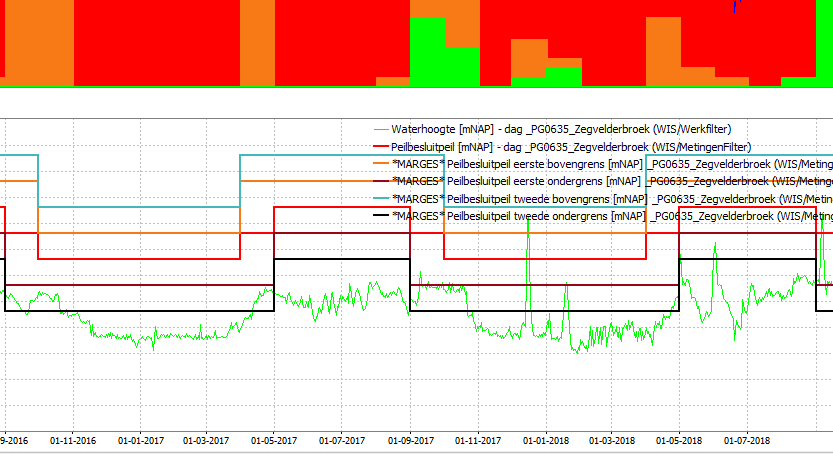 Waterhoogte [mNAP] - dag _PG0635_Zegvelderbroek (WIS/Werkfilter)
Peilbesluitpeil [mNAP] - dag _PG0635_Zegvelderbroek (WIS/MetingenFilter)
*MARGES* Peilbesluitpeil eerste bovengrens [mNAP] _PG0635_Zegvelderbroek (WIS/Meting
*MARGES* Peilbesluitpeil eerste ondergrens [mNAP] _PG0635_Zegvelderbroek (WIS/Meting
*MARGES* Peilbesluitpeil tweede bovengrens [mNAP] _PG0635_Zegvelderbroek (WIS/Meting
*MARGES* Peilbesluitpeil tweede ondergrens [mNAP] _PG0635_Zegvelderbroek (WIS/Meting
9-2016 01-11-2016 01-01-2017 01-03-2017 01-05-2017 01-07-2017 01-09-2017 01-11-2017 01-01-2018 01-03-2018 01-05-2018 01-07-2018